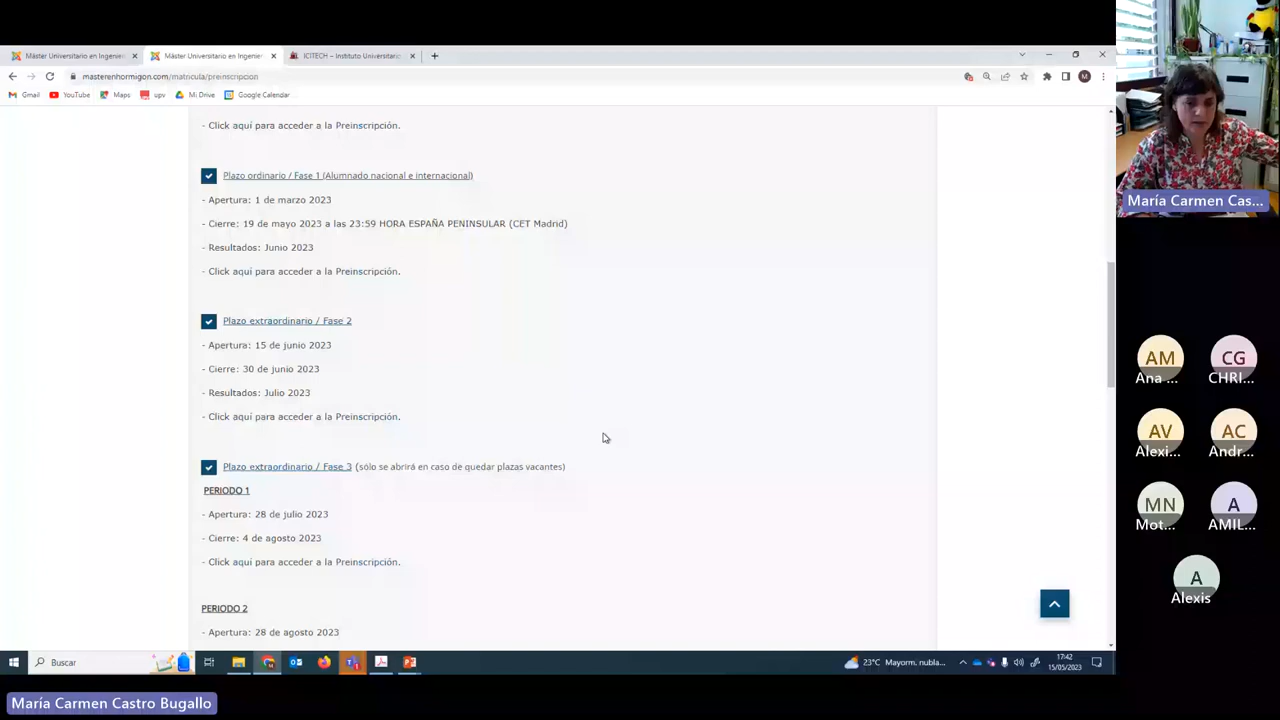 Máster Universitario en Ingenier
Máster Universitario en Ingenier
ICITECH – Instituto Universitario
masterenhormigon.com/matricula/preinscripcion
Gmail
YouTube
Maps
upv
Mi Drive
Google Calendar
- Click aquí para acceder a la Preinscripción.
Plazo ordinario / Fase 1 (Alumnado nacional e internacional)
- Apertura: 1 de marzo 2023
- Cierre: 19 de mayo 2023 a las 23:59 HORA ESPAÑA PENINSULAR (CET Madrid)
- Resultados: Junio 2023
- Click aquí para acceder a la Preinscripción.
Plazo extraordinario / Fase 2
- Apertura: 15 de junio 2023
- Cierre: 30 de junio 2023
- Resultados: Julio 2023
- Click aquí para acceder a la Preinscripción.
Plazo extraordinario / Fase 3 (sólo se abrirá en caso de quedar plazas vacantes)
PERIODO 1
- Apertura: 28 de julio 2023
- Cierre: 4 de agosto 2023
- Click aquí para acceder a la Preinscripción.
PERIODO 2
- Apertura: 28 de agosto 2023
Buscar
23°C Mayorm. nubla...
17:42
15/05/2023
María Carmen Cas...
AM
Ana ...
CG
CHRI...
AV
Alexi...
AC
Andr...
MN
Mot...
A
AMIL...
A
Alexis
María Carmen Castro Bugallo